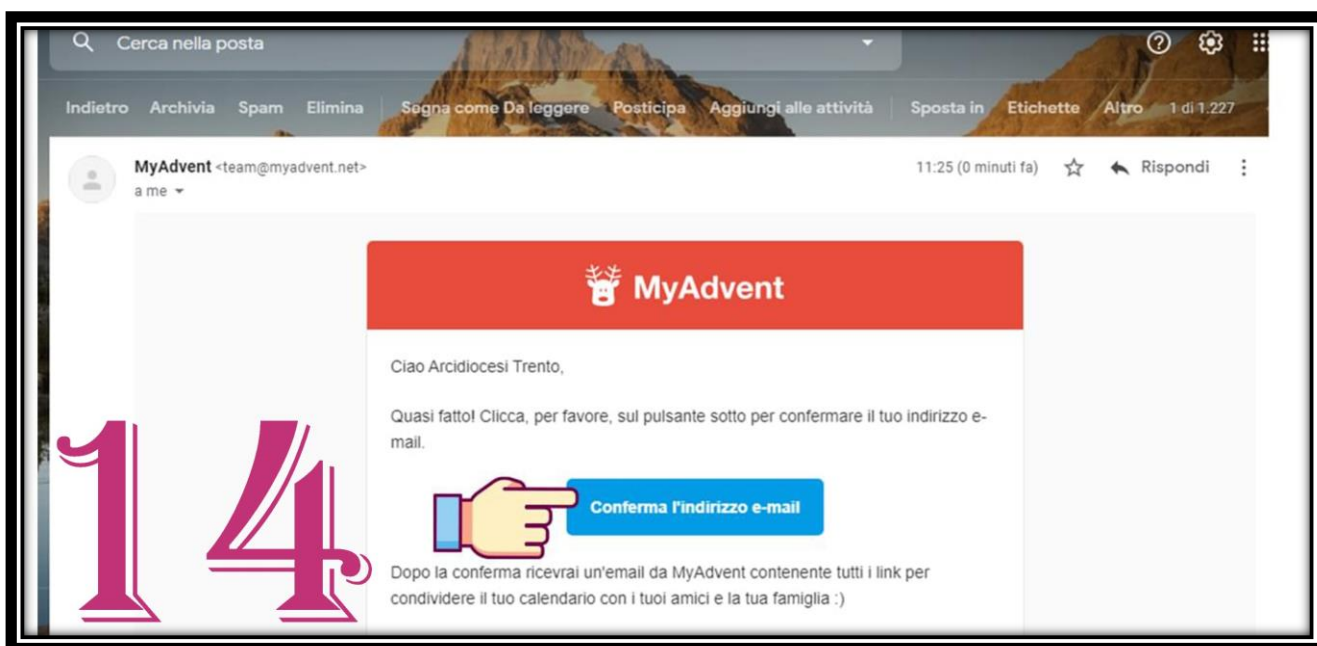 Cerca nella posta
Indietro Archivia Spam Elimina Segna come Da leggere Posticipa Aggiungi alle attività Sposta in Etichette Altro 1 di 1.227
MyAdvent <team@myadvent.net> 11:25 (0 minuti fa) Rispondi
a me
MyAdvent
Ciao Arcidiocesi Trento,
Quasi fatto! Clicca, per favore, sul pulsante sotto per confermare il tuo indirizzo e-
mail.
Conferma l'indirizzo e-mail
Dopo la conferma ricevrai un'email da MyAdvent contenente tutti i link per
condividere il tuo calendario con i tuoi amici e la tua famiglia :)
14